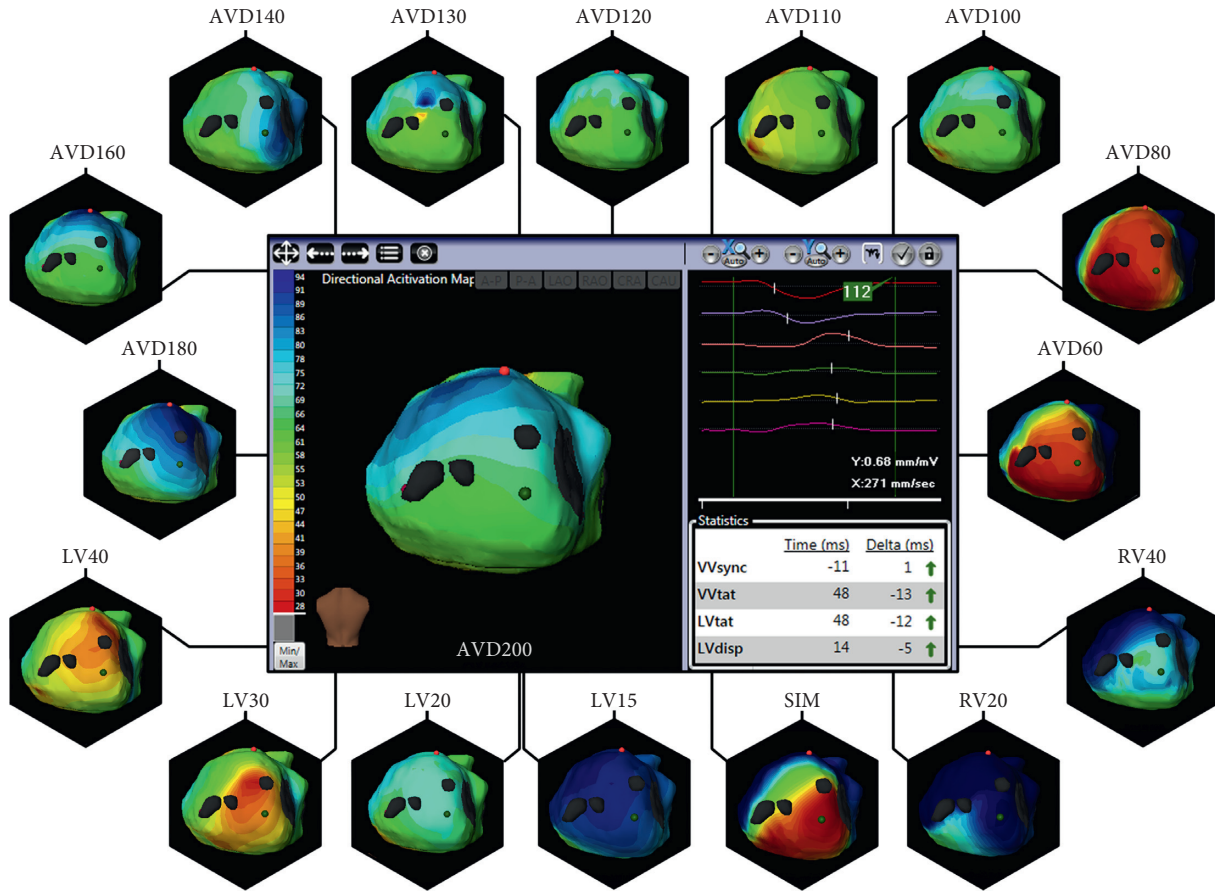 AVD140
AVD130
AVD120
AVD110
AVD100
AVD160
AVD80
AVD180
AVD60
LV40
RV40
LV30
LV20
LV15
SIM
RV20
X
Auto
Y
Auto
Directional Acitivation Map
A-P
P-A
LAO
RAO
CRA
CAU
94
91
89
86
83
80
78
75
72
69
66
64
61
58
55
53
50
47
44
41
39
36
33
30
28
Min/
Max
AVD200
112
Y:0.68 mm/mV
X:271 mm/sec
Statistics
Time (ms) Delta (ms)
VVsync -11 1
VVtat 48 -13
LVtat 48 -12
LVdisp 14 -5